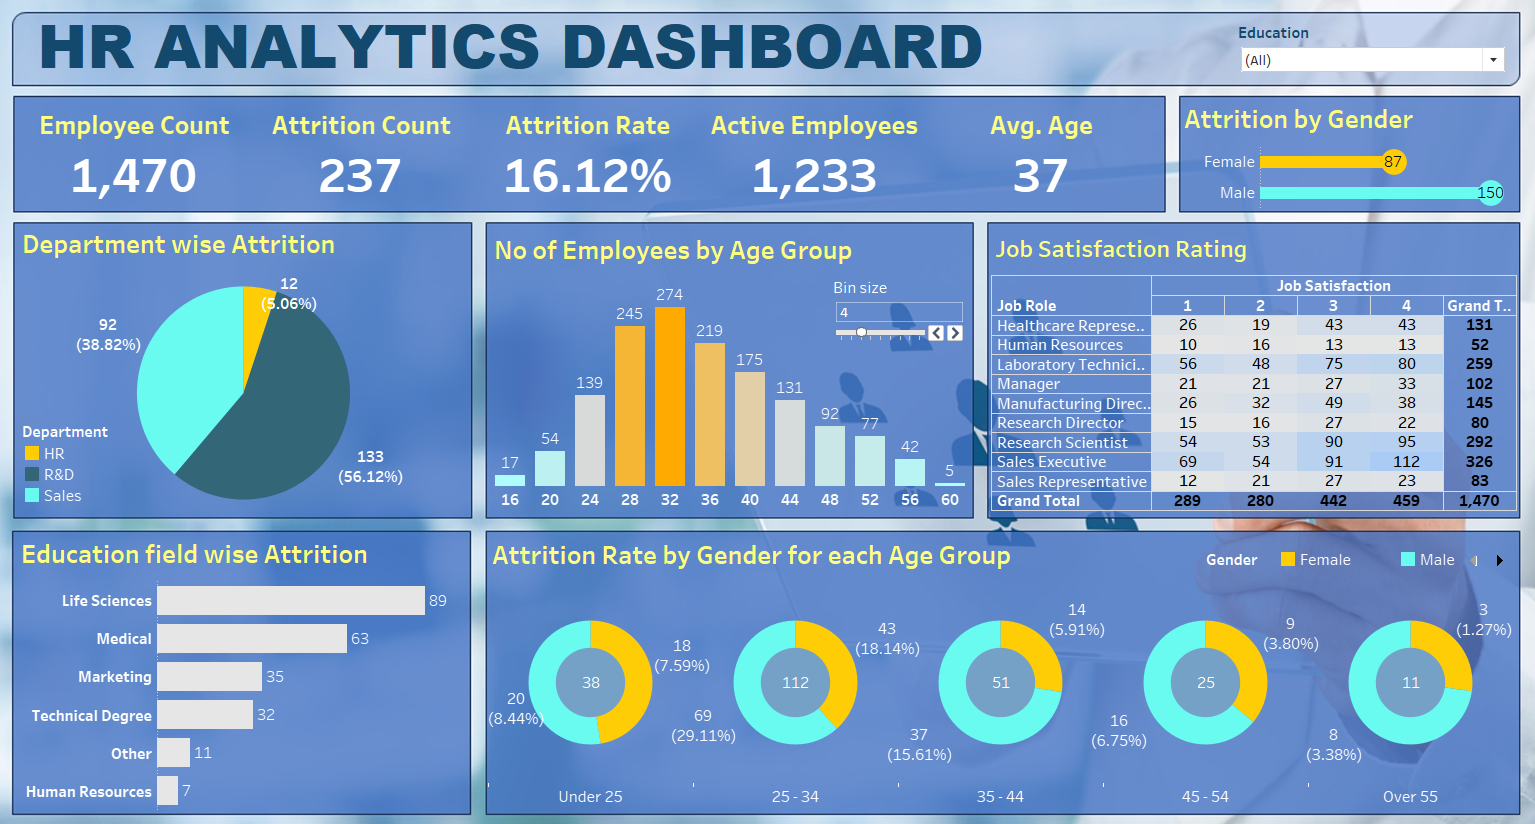 HR ANALYTICS DASHBOARD
Education
(All)
Employee Count
1,470
Attrition Count
237
Attrition Rate
16.12%
Active Employees
1,233
Avg. Age
37
Attrition by Gender
Female 87
Male 150
Department wise Attrition
12
(5.06%)
92
(38.82%)
133
(56.12%)
Department
HR
R&D
Sales
No of Employees by Age Group
Bin size
4
17 54 139 245 274 219 175 131 92 77 42 5
16 20 24 28 32 36 40 44 48 52 56 60
Job Satisfaction Rating
Job Satisfaction
Job Role 1 2 3 4 Grand T..
Healthcare Represe.. 26 19 43 43 131
Human Resources 10 16 13 13 52
Laboratory Technici.. 56 48 75 80 259
Manager 21 21 27 33 102
Manufacturing Direc.. 26 32 49 38 145
Research Director 15 16 27 22 80
Research Scientist 54 53 90 95 292
Sales Executive 69 54 91 112 326
Sales Representative 12 21 27 23 83
Grand Total 289 280 442 459 1,470
Education field wise Attrition
Life Sciences 89
Medical 63
Marketing 35
Technical Degree 32
Other 11
Human Resources 7
Attrition Rate by Gender for each Age Group
Gender Female Male
18
(7.59%)
38
20
(8.44%)
43
(18.14%)
112
69
(29.11%)
14
(5.91%)
51
37
(15.61%)
9
(3.80%)
25
16
(6.75%)
3
(1.27%)
11
8
(3.38%)
Under 25 25 - 34 35 - 44 45 - 54 Over 55